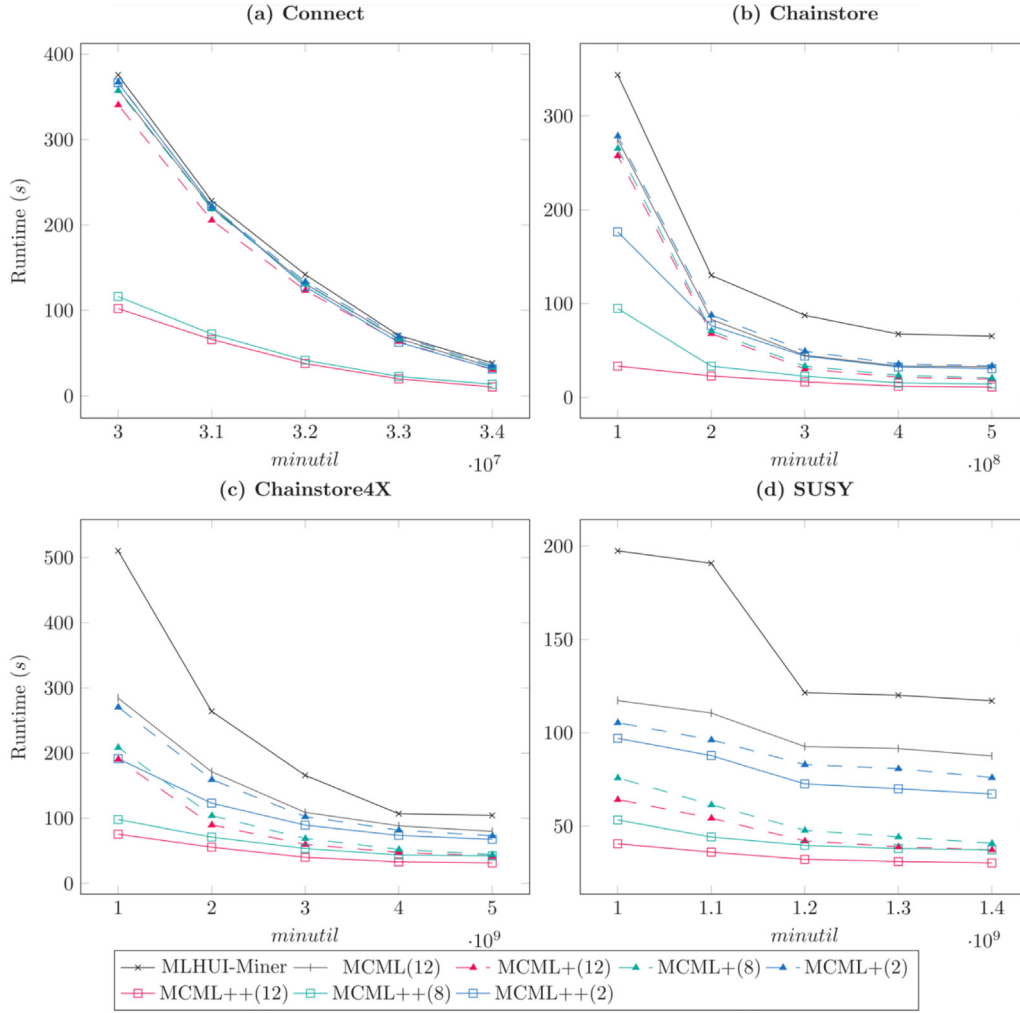 (a) Connect
(b) Chainstore
400
300
200
100
0
Runtime (s)
3 3.1 3.2 3.3 3.4
minutil
·10^7
300
200
100
0
1 2 3 4 5
minutil
·10^8
(c) Chainstore4X
(d) SUSY
500
400
300
200
100
0
Runtime (s)
1 2 3 4 5
minutil
·10^9
200
150
100
50
1 1.1 1.2 1.3 1.4
minutil
·10^9
MLHUI-Miner MCML(12) MCML+(12) MCML+(8) MCML+(2)
MCML++(12) MCML++(8) MCML++(2)